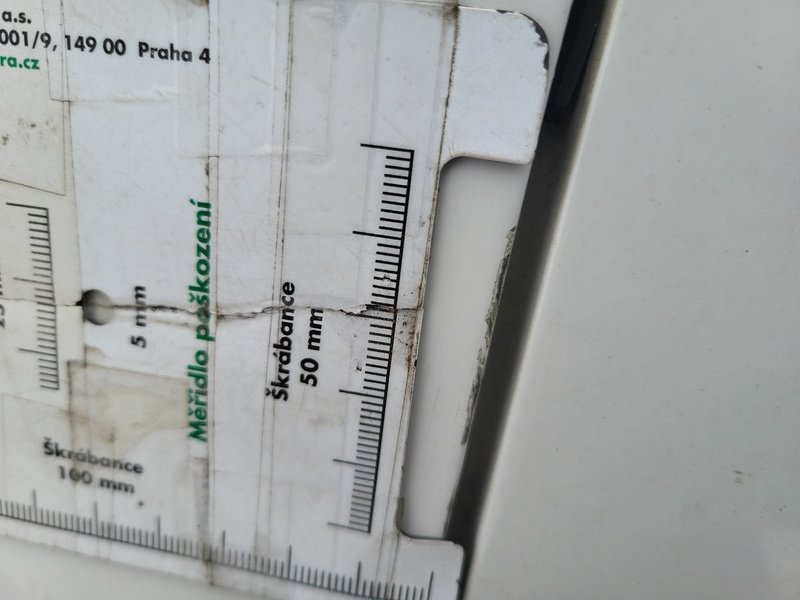 a.s.
001/9, 149 00 Praha 4
ra.cz
5 mm
Měřidlo poškození
Škrábance
50 mm
Škrábance
100 mm